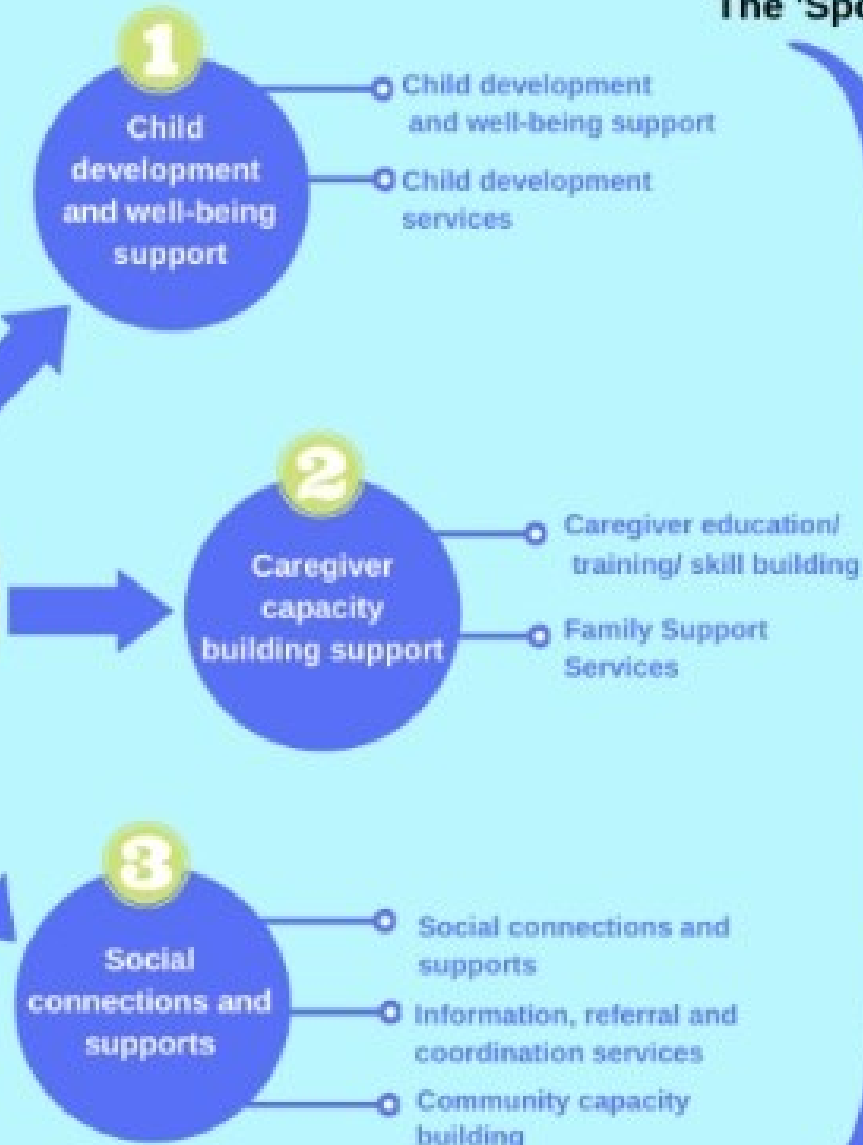 The 'Spo
1
Child
development
and well-being
support
Child development
and well-being support
Child development
services
2
Caregiver
capacity
building support
Caregiver education/
training/ skill building
Family Support
Services
3
Social
connections and
supports
Social connections and
supports
Information, referral and
coordination services
Community capacity
building